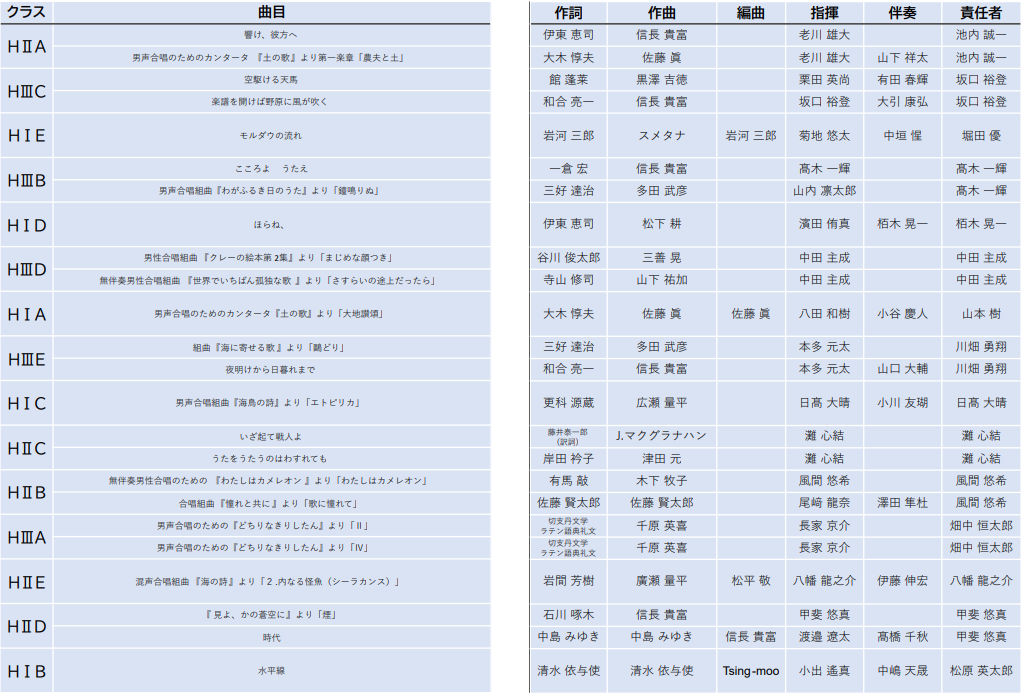 クラス 曲目 作詞 作曲 編曲 指揮 伴奏 責任者
HⅡA 響け、彼方へ 伊東 恵司 信長 貴富 老川 雄大 池内 誠一
男声合唱のためのカンタータ 『土の歌』より第一楽章「農夫と土」 大木 惇夫 佐藤 眞 老川 雄大 山下 祥太 池内 誠一
HⅢC 空駆ける天馬 館 蓬莱 黒澤 吉徳 栗田 英尚 有田 春輝 坂口 裕登
楽譜を開けば野原に風が吹く 和合 亮一 信長 貴富 坂口 裕登 大引 康弘 坂口 裕登
HⅠE モルダウの流れ 岩河 三郎 スメタナ 岩河 三郎 菊地 悠太 中垣 惺 堀田 優
HⅢB こころよ うたえ 一倉 宏 信長 貴富 髙木 一輝 髙木 一輝
男声合唱組曲『わがふるき日のうた』より「鐘鳴りぬ」 三好 達治 多田 武彦 山内 凛太郎 髙木 一輝
HⅠD ほらね、 伊東 恵司 松下 耕 濱田 侑真 栢木 晃一 栢木 晃一
HⅢD 男性合唱組曲 『クレーの絵本第2集』より「まじめな顔つき」 谷川 俊太郎 三善 晃 中田 主成 中田 主成
無伴奏男性合唱組曲 『世界でいちばん孤独な歌 』より「さすらいの途上だったら」 寺山 修司 山下 祐加 中田 主成 中田 主成
HⅠA 男声合唱のためのカンタータ『土の歌』より「大地讃頌」 大木 惇夫 佐藤 眞 佐藤 眞 八田 和樹 小谷 慶人 山本 樹
HⅢE 組曲『海に寄せる歌 』より「鷗どり」 三好 達治 多田 武彦 本多 元太 川畑 勇翔
夜明けから日暮れまで 和合 亮一 信長 貴富 本多 元太 山口 大輔 川畑 勇翔
HⅠC 男声合唱組曲『海鳥の詩』より「エトピリカ」 更科 源蔵 広瀬 量平 日髙 大晴 小川 友瑚 日髙 大晴
HⅡC いざ起て戦人よ 藤井泰一郎 J.マクグラナハン 灘 心結 灘 心結
(訳詞)
うたをうたうのはわすれても 岸田 衿子 津田 元 灘 心結 灘 心結
HⅡB 無伴奏男性合唱のための 『わたしはカメレオン 』より「わたしはカメレオン」 有馬 敲 木下 牧子 風間 悠希 風間 悠希
合唱組曲『憧れと共に 』より「歌に憧れて」 佐藤 賢太郎 佐藤 賢太郎 尾﨑 龍奈 澤田 隼杜 風間 悠希
HⅢA 男声合唱のための『どちりなきりしたん』より「Ⅱ」 切支丹文学 千原 英喜 長家 京介 畑中 恒太郎
ラテン語典礼文
男声合唱のための『どちりなきりしたん』より「Ⅳ」 切支丹文学 千原 英喜 長家 京介 畑中 恒太郎
ラテン語典礼文
HⅡE 混声合唱組曲 『海の詩』より「２.内なる怪魚（シーラカンス）」 岩間 芳樹 廣瀬 量平 松平 敬 八幡 龍之介 伊藤 伸宏 八幡 龍之介
HⅡD 『 見よ、かの蒼空に』より「煙」 石川 啄木 信長 貴富 甲斐 悠真 甲斐 悠真
時代 中島 みゆき 中島 みゆき 信長 貴富 渡邉 遼太 髙橋 千秋 甲斐 悠真
HⅠB 水平線 清水 依与使 清水 依与使 Tsing-moo 小出 遙真 中嶋 天晟 松原 英太郎